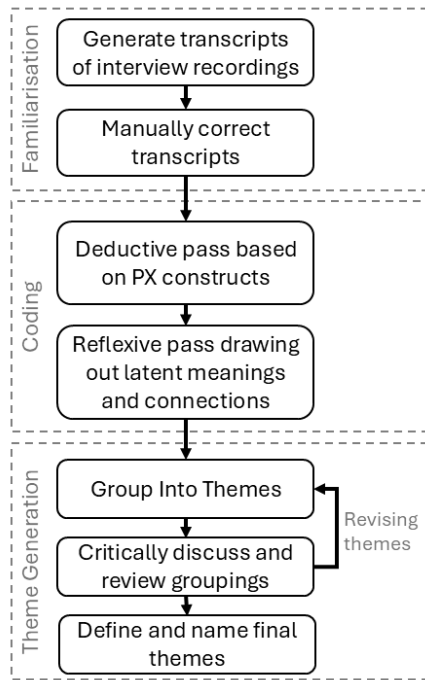 Familiarisation
Generate transcripts
of interview recordings
Manually correct
transcripts
Coding
Deductive pass based
on PX constructs
Reflexive pass drawing
out latent meanings
and connections
Theme Generation
Group Into Themes
Revising
themes
Critically discuss and
review groupings
Define and name final
themes